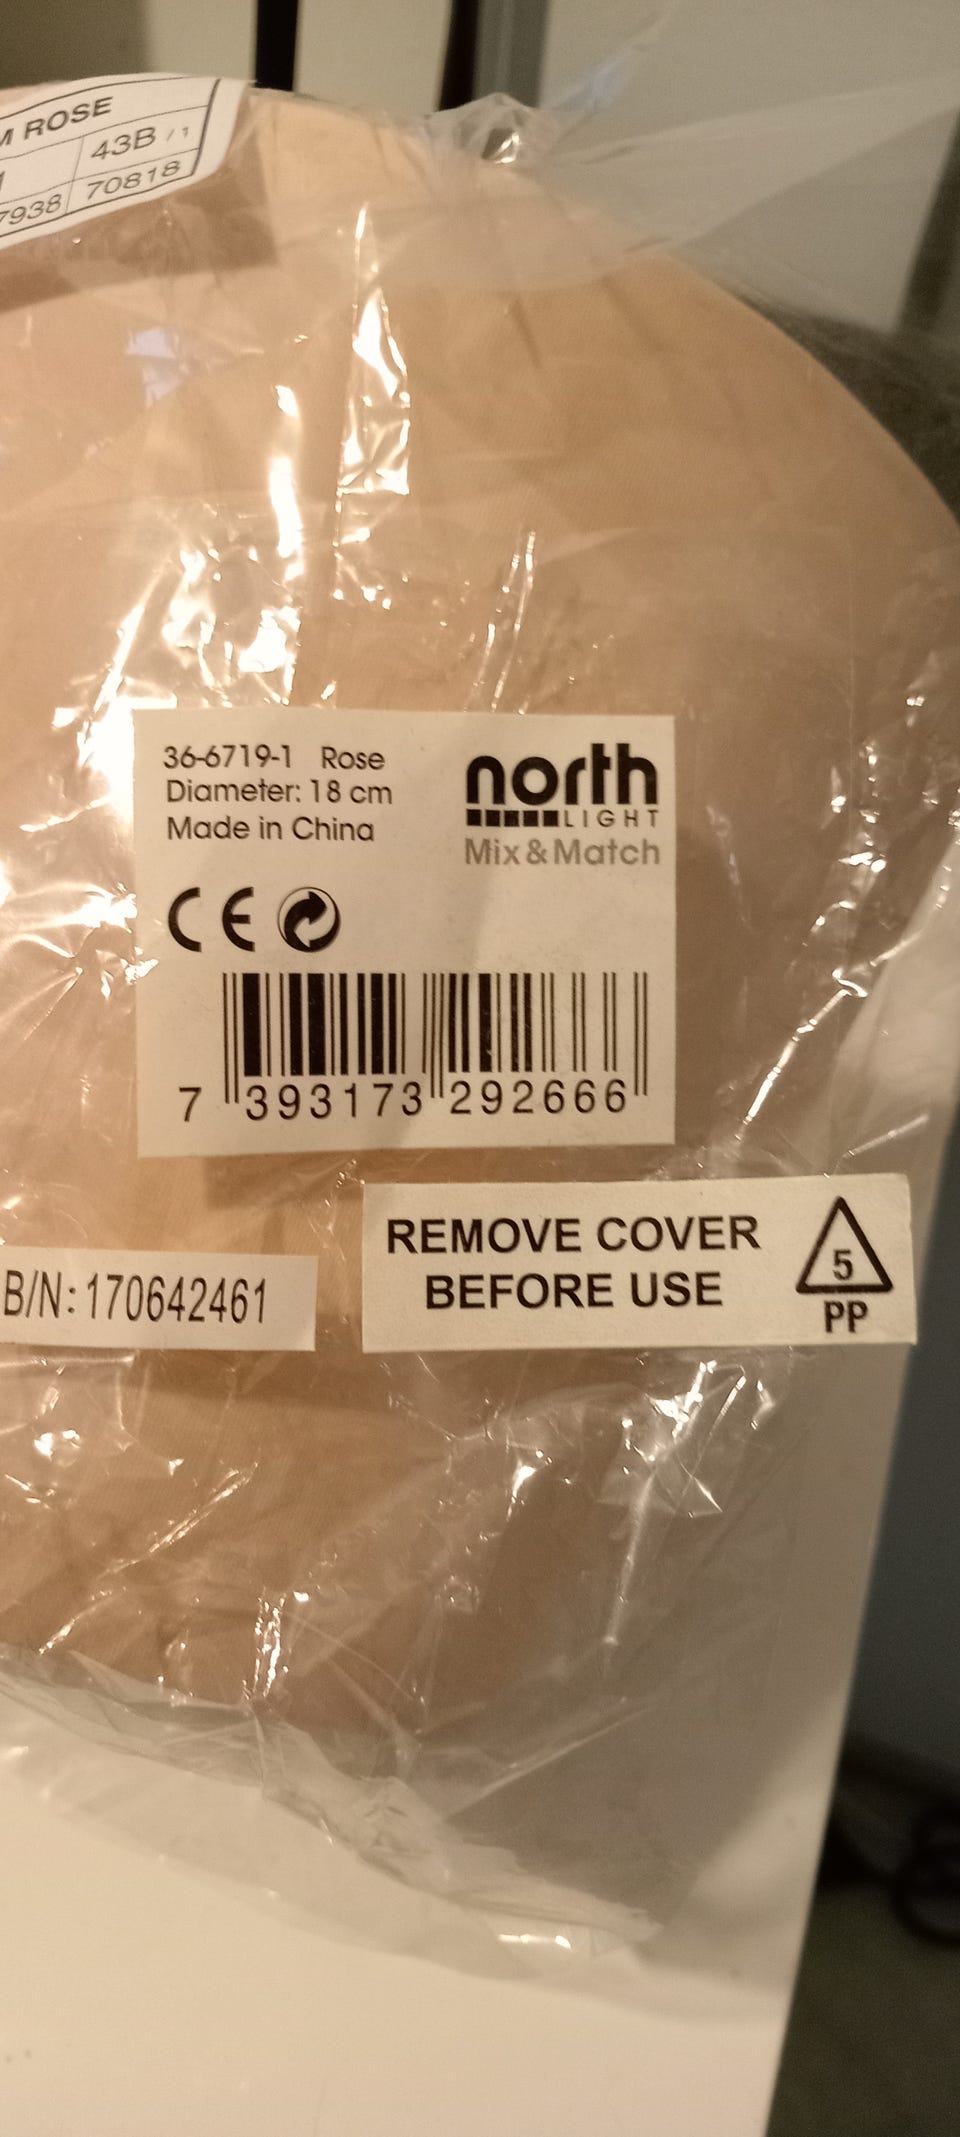 M ROSE
43B / 1
7938 70818
36-6719-1 Rose
Diameter: 18 cm
Made in China
north
LIGHT
Mix & Match
CE
7 393173 292666
REMOVE COVER
BEFORE USE
5
PP
B/N: 170642461